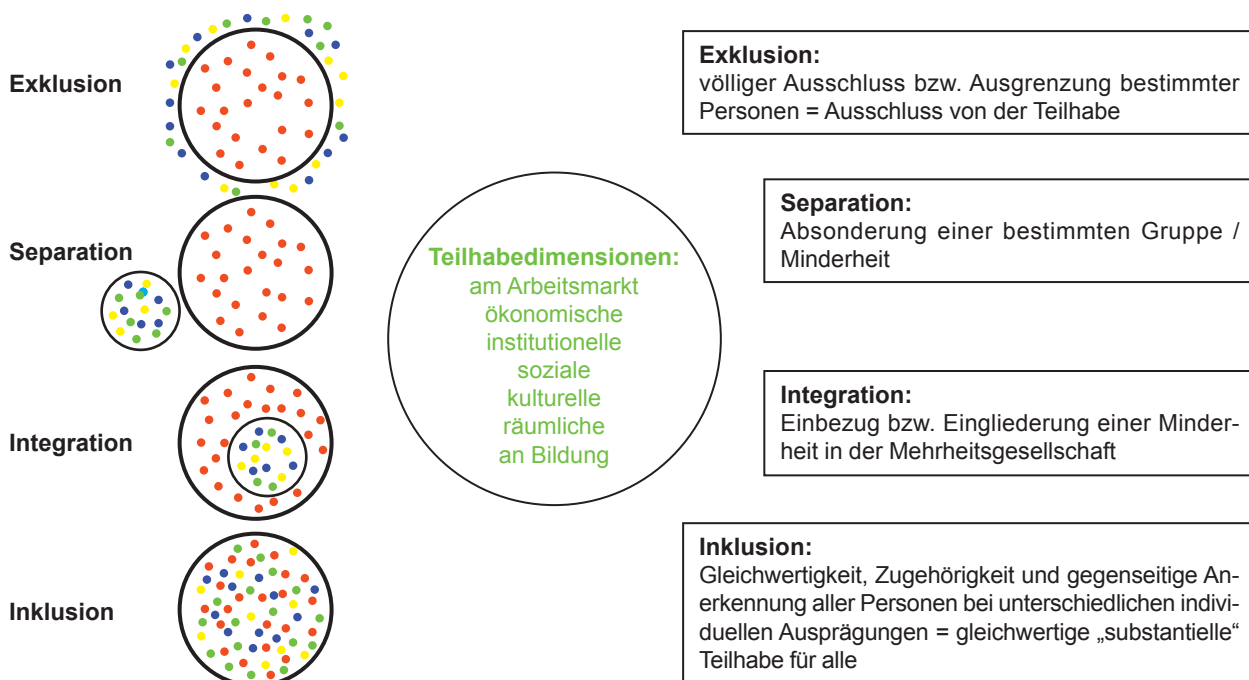 Exklusion
Separation
Integration
Inklusion
Teilhabedimensionen:
am Arbeitsmarkt
ökonomische
institutionelle
soziale
kulturelle
räumliche
an Bildung
Exklusion:
völliger Ausschluss bzw. Ausgrenzung bestimmter
Personen = Ausschluss von der Teilhabe
Separation:
Absonderung einer bestimmten Gruppe /
Minderheit
Integration:
Einbezug bzw. Eingliederung einer Minder-
heit in der Mehrheitsgesellschaft
Inklusion:
Gleichwertigkeit, Zugehörigkeit und gegenseitige An-
erkennung aller Personen bei unterschiedlichen indivi-
duellen Ausprägungen = gleichwertige „substantielle“
Teilhabe für alle